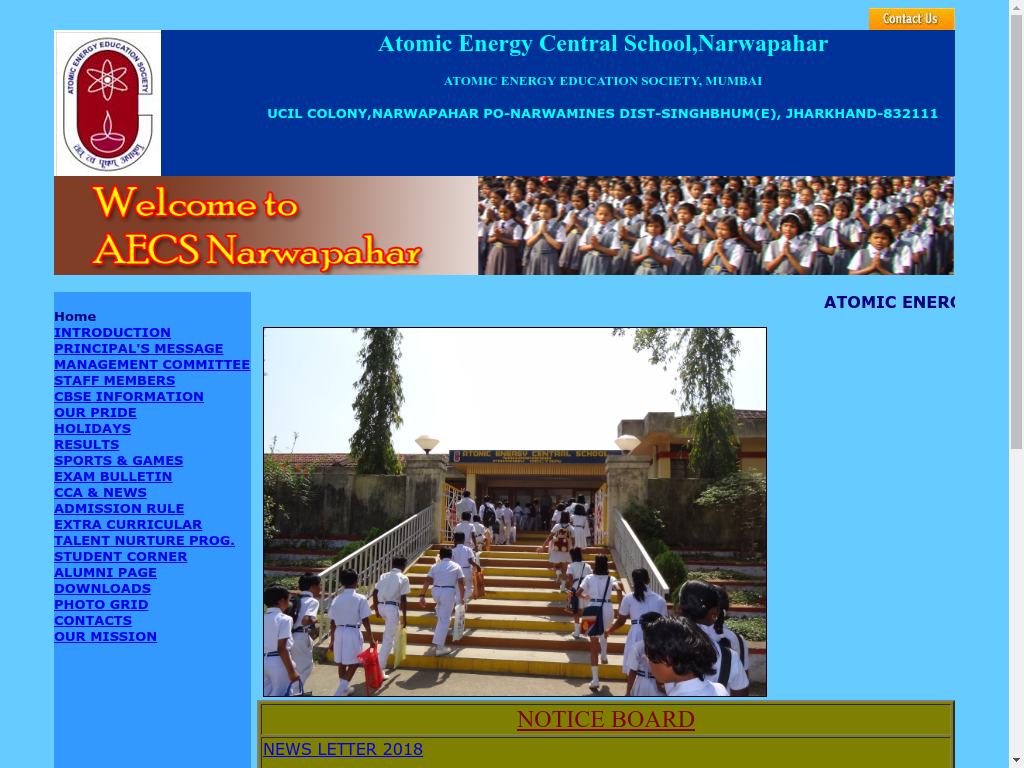 Contact Us
ATOMIC ENERGY EDUCATION SOCIETY
Atomic Energy Central School,Narwapahar
ATOMIC ENERGY EDUCATION SOCIETY, MUMBAI
UCIL COLONY,NARWAPAHAR PO-NARWAMINES DIST-SINGHBHUM(E), JHARKHAND-832111
Welcome to
AECS Narwapahar
ATOMIC ENERG
Home
INTRODUCTION
PRINCIPAL'S MESSAGE
MANAGEMENT COMMITTEE
STAFF MEMBERS
CBSE INFORMATION
OUR PRIDE
HOLIDAYS
RESULTS
SPORTS & GAMES
EXAM BULLETIN
CCA & NEWS
ADMISSION RULE
EXTRA CURRICULAR
TALENT NURTURE PROG.
STUDENT CORNER
ALUMNI PAGE
DOWNLOADS
PHOTO GRID
CONTACTS
OUR MISSION
ATOMIC ENERGY CENTRAL SCHOOL
NOTICE BOARD
NEWS LETTER 2018